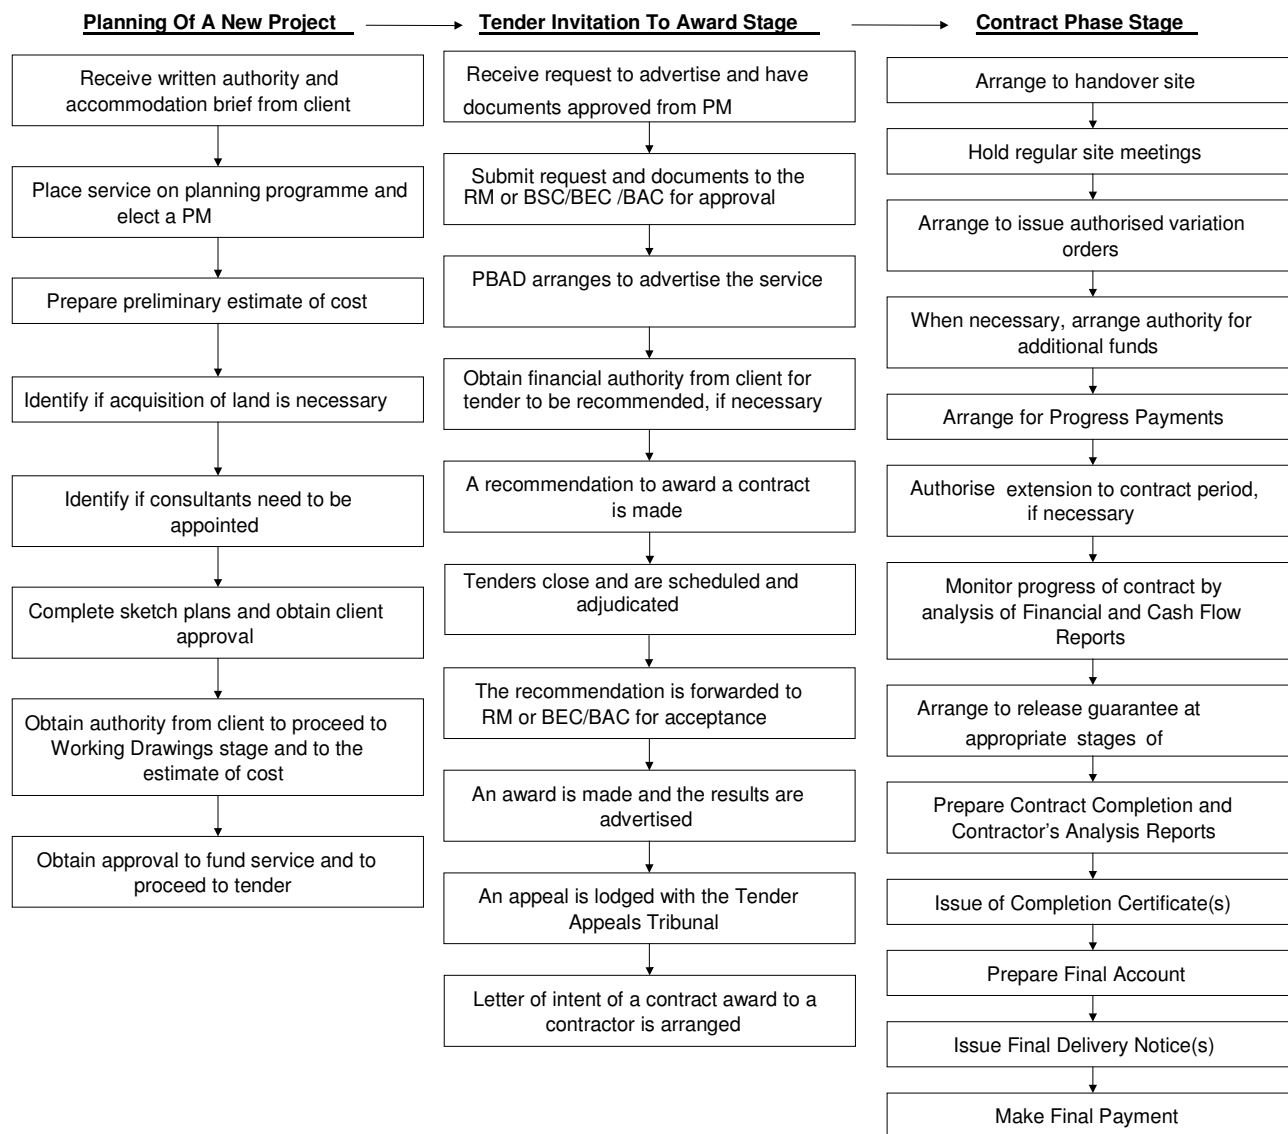 Planning Of A New Project
Receive written authority and
accommodation brief from client
Place service on planning programme and
elect a PM
Prepare preliminary estimate of cost
Identify if acquisition of land is necessary
Identify if consultants need to be
appointed
Complete sketch plans and obtain client
approval
Obtain authority from client to proceed to
Working Drawings stage and to the
estimate of cost
Obtain approval to fund service and to
proceed to tender
Tender Invitation To Award Stage
Receive request to advertise and have
documents approved from PM
Submit request and documents to the
RM or BSC/BEC /BAC for approval
PBAD arranges to advertise the service
Obtain financial authority from client for
tender to be recommended, if necessary
A recommendation to award a contract
is made
Tenders close and are scheduled and
adjudicated
The recommendation is forwarded to
RM or BEC/BAC for acceptance
An award is made and the results are
advertised
An appeal is lodged with the Tender
Appeals Tribunal
Letter of intent of a contract award to a
contractor is arranged
Contract Phase Stage
Arrange to handover site
Hold regular site meetings
Arrange to issue authorised variation
orders
When necessary, arrange authority for
additional funds
Arrange for Progress Payments
Authorise extension to contract period,
if necessary
Monitor progress of contract by
analysis of Financial and Cash Flow
Reports
Arrange to release guarantee at
appropriate stages of
Prepare Contract Completion and
Contractor's Analysis Reports
Issue of Completion Certificate(s)
Prepare Final Account
Issue Final Delivery Notice(s)
Make Final Payment